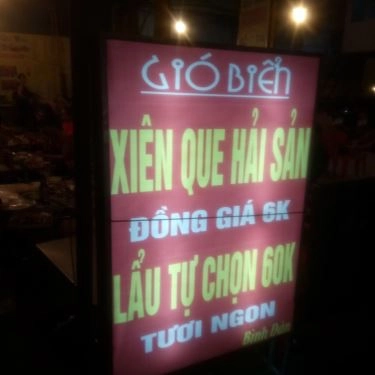 GIÓ BIỂN
XIÊN QUE HẢI SẢN
ĐỒNG GIÁ 6K
LẨU TỰ CHỌN 60K
TƯƠI NGON
Bình Dân